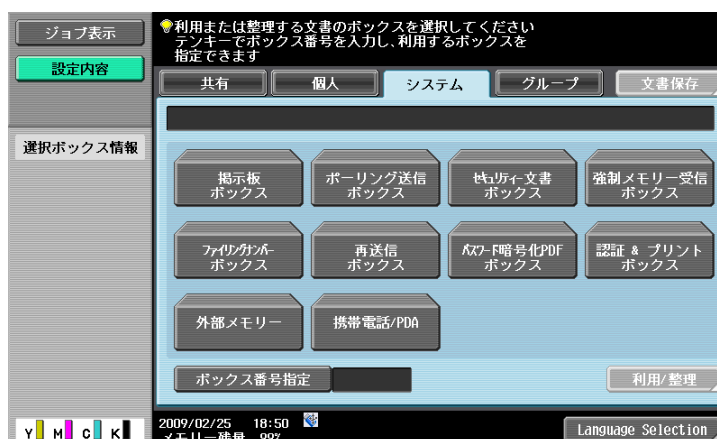 ジョブ表示
設定内容
選択ボックス情報
利用または整理する文書のボックスを選択してください
テンキーでボックス番号を入力し、利用するボックスを
指定できます
共有
個人
システム
グループ
文書保存
掲示板
ボックス
ポーリング送信
ボックス
セキュリティー文書
ボックス
強制メモリー受信
ボックス
ファイリングナンバー
ボックス
再送信
ボックス
パスワード暗号化PDF
ボックス
認証 & プリント
ボックス
外部メモリー
携帯電話/PDA
ボックス番号指定
利用/整理
Y M C K
2009/02/25 18:50
メモリー残量 99%
Language Selection